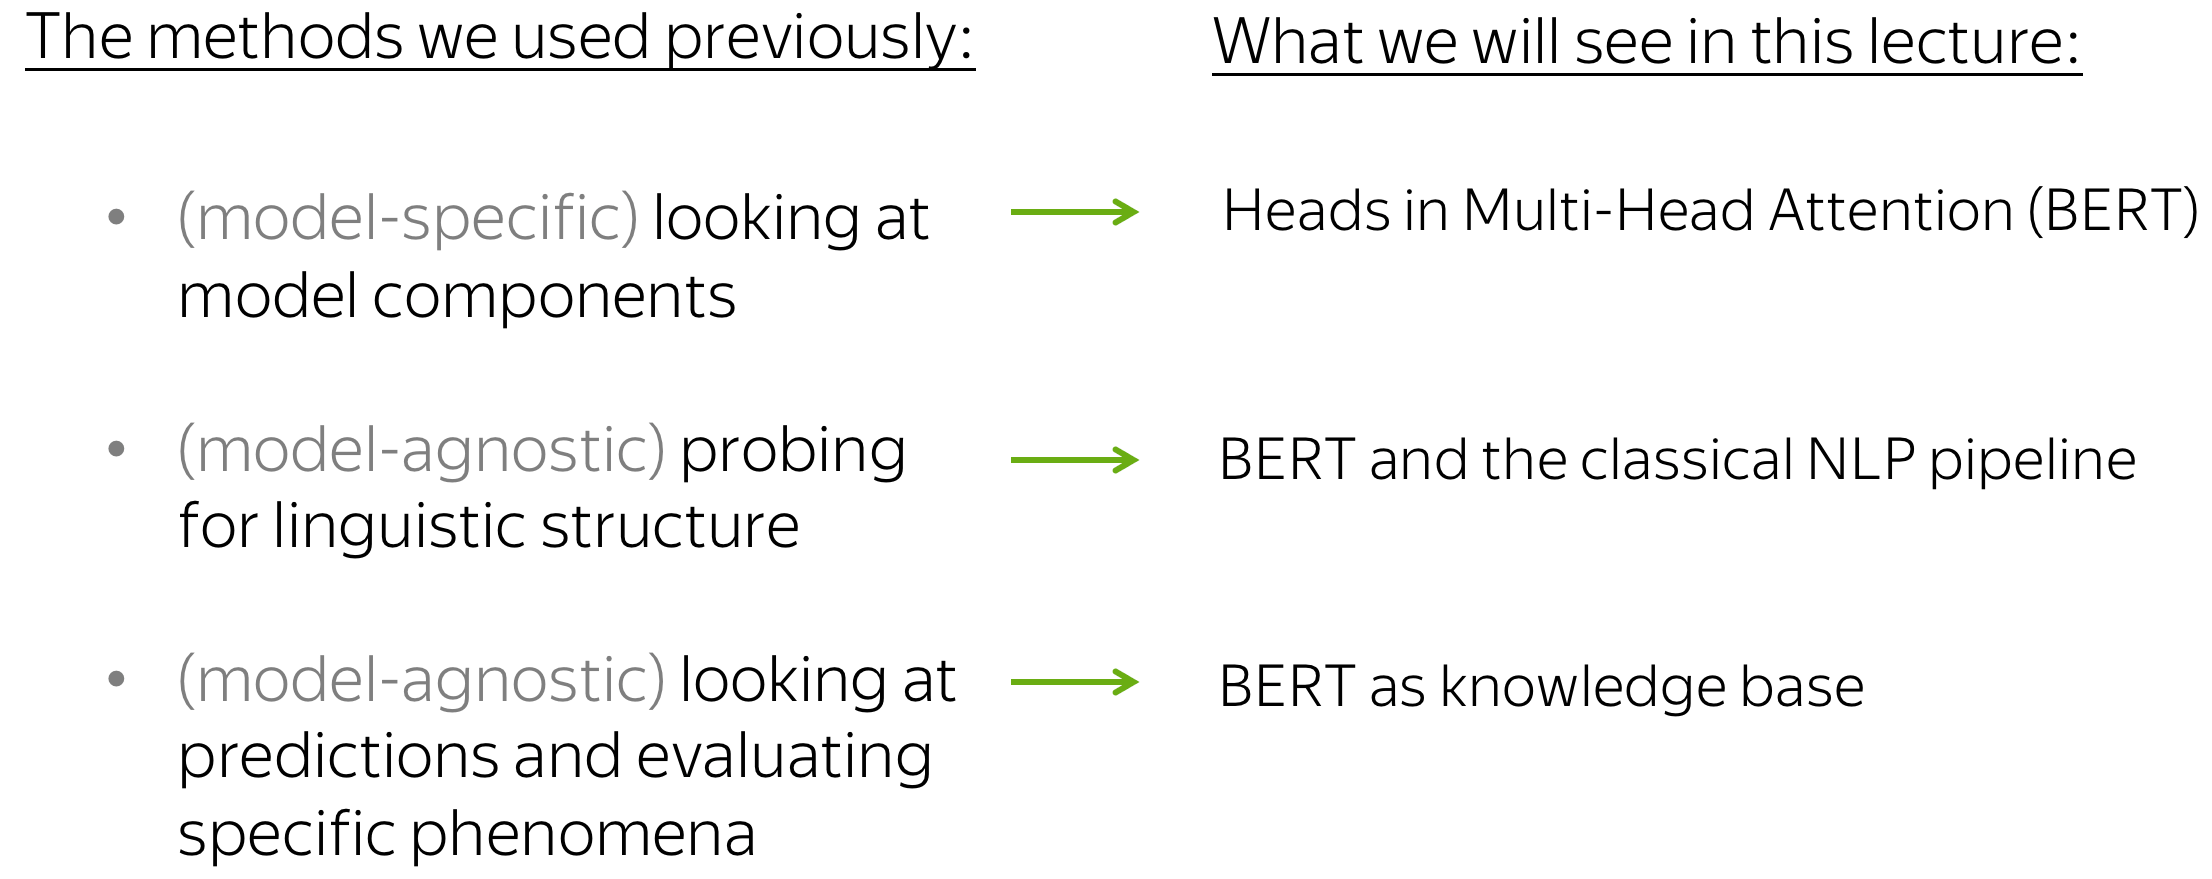 The methods we used previously:
• (model-specific) looking at
model components
• (model-agnostic) probing
for linguistic structure
• (model-agnostic) looking at
predictions and evaluating
specific phenomena
What we will see in this lecture:
Heads in Multi-Head Attention (BERT)
BERT and the classical NLP pipeline
BERT as knowledge base